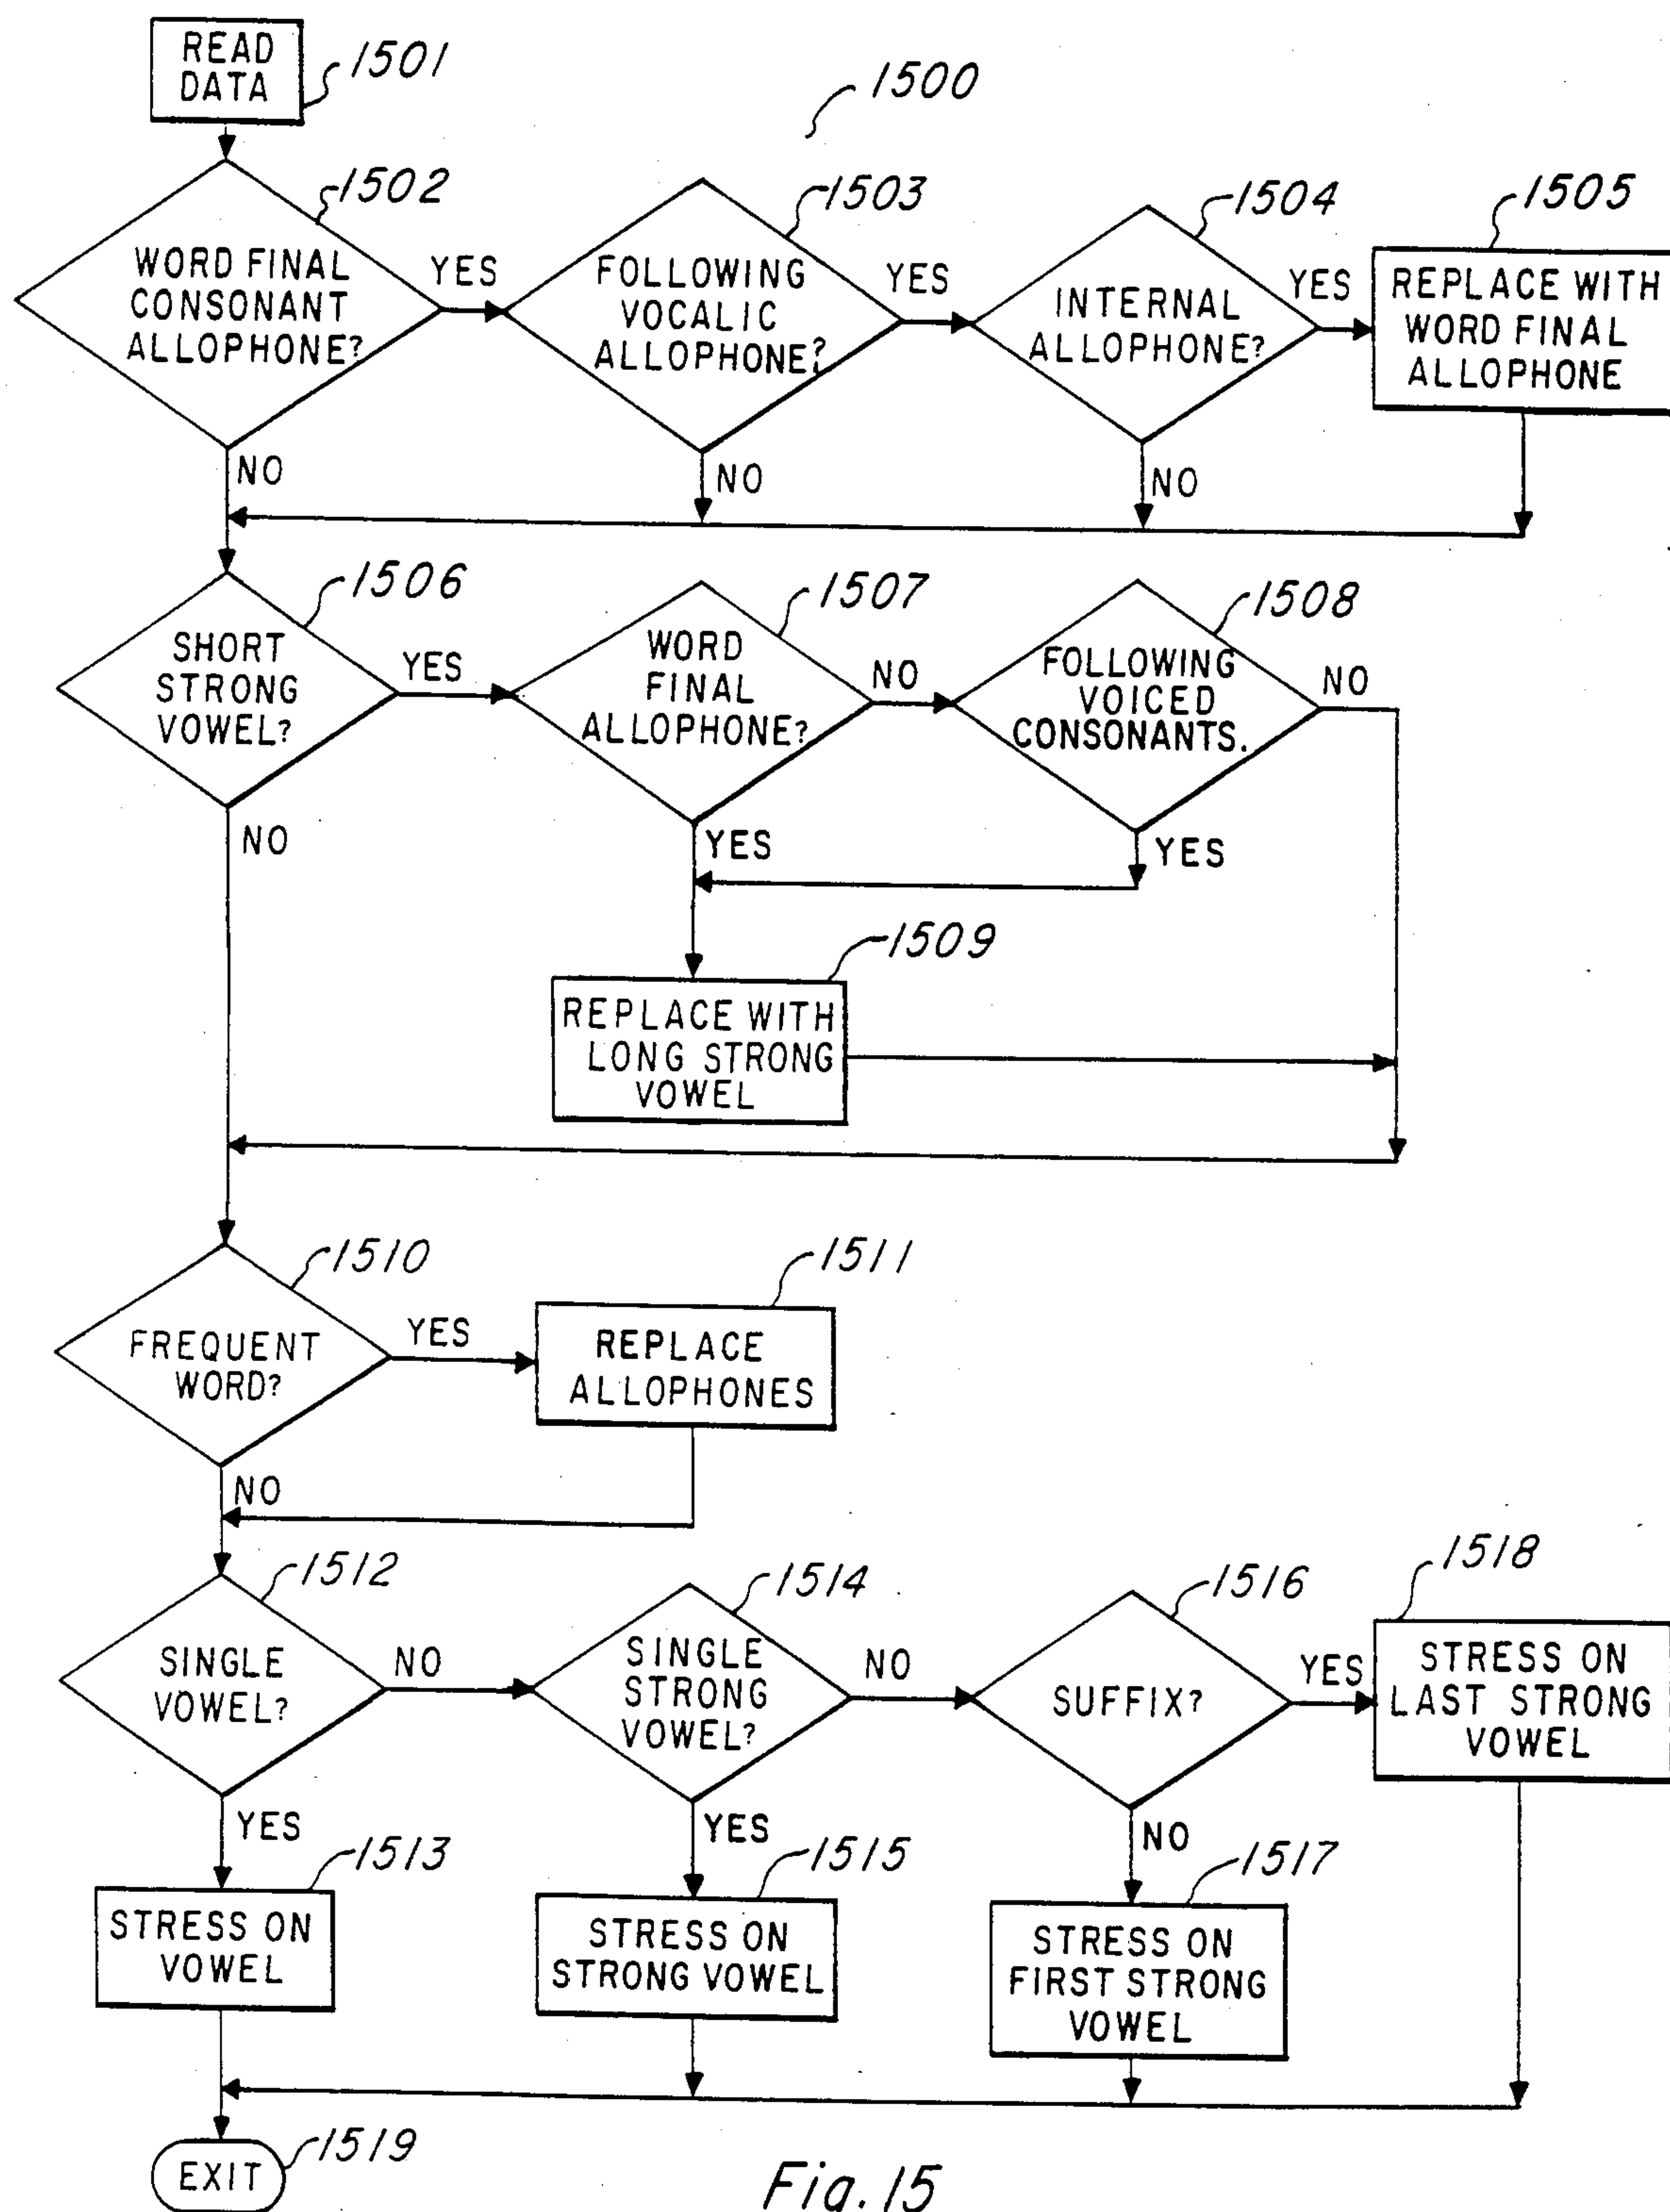 READ
DATA
1501
1500
1502
WORD FINAL
CONSONANT
ALLOPHONE?
YES
NO
1503
FOLLOWING
VOCALIC
ALLOPHONE?
YES
NO
1504
INTERNAL
ALLOPHONE?
YES
NO
1505
REPLACE WITH
WORD FINAL
ALLOPHONE
1506
SHORT
STRONG
VOWEL?
YES
NO
1507
WORD
FINAL
ALLOPHONE?
NO
YES
1508
FOLLOWING
VOICED
CONSONANTS.
NO
YES
1509
REPLACE WITH
LONG STRONG
VOWEL
1510
FREQUENT
WORD?
YES
NO
1511
REPLACE
ALLOPHONES
1512
SINGLE
VOWEL?
NO
YES
1514
SINGLE
STRONG
VOWEL?
NO
YES
1516
SUFFIX?
YES
NO
1518
STRESS ON
LAST STRONG
VOWEL
1513
STRESS ON
VOWEL
1515
STRESS ON
STRONG VOWEL
1517
STRESS ON
FIRST STRONG
VOWEL
1519
EXIT
Fig. 15